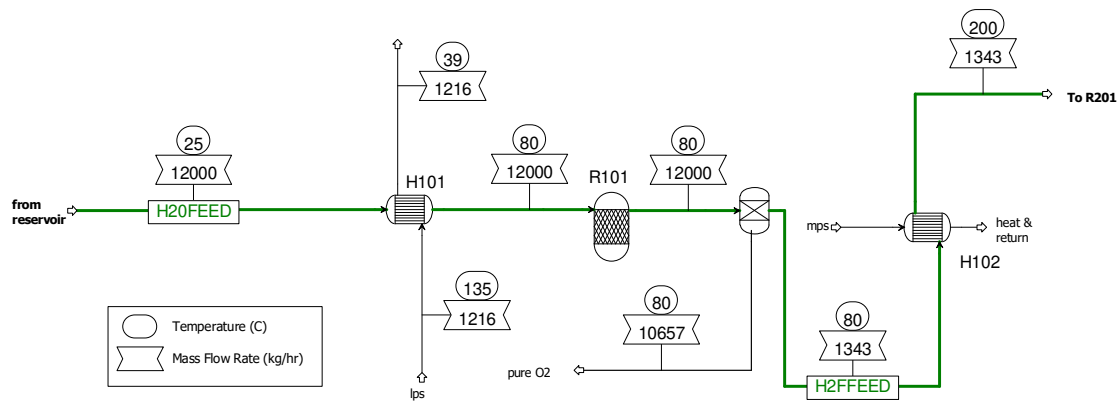 200
1343
To R201
39
1216
25
12000
80
12000
80
12000
H101
R101
from
reservoir
H20FEED
mps
heat &
return
H102
135
1216
80
10657
80
1343
Temperature (C)
Mass Flow Rate (kg/hr)
lps
pure O2
H2FFEED